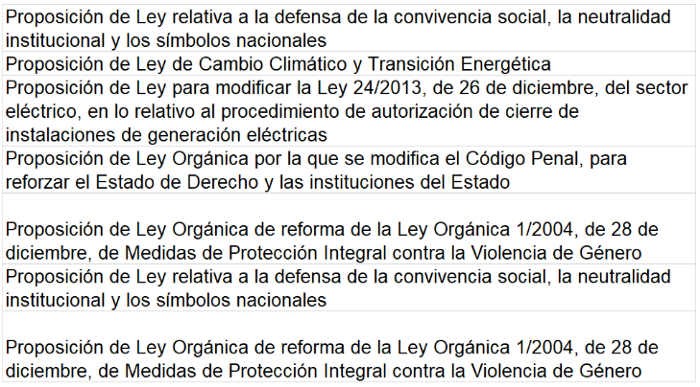 Proposición de Ley relativa a la defensa de la convivencia social, la neutralidad
institucional y los símbolos nacionales
Proposición de Ley de Cambio Climático y Transición Energética
Proposición de Ley para modificar la Ley 24/2013, de 26 de diciembre, del sector
eléctrico, en lo relativo al procedimiento de autorización de cierre de
instalaciones de generación eléctricas
Proposición de Ley Orgánica por la que se modifica el Código Penal, para
reforzar el Estado de Derecho y las instituciones del Estado
Proposición de Ley Orgánica de reforma de la Ley Orgánica 1/2004, de 28 de
diciembre, de Medidas de Protección Integral contra la Violencia de Género
Proposición de Ley relativa a la defensa de la convivencia social, la neutralidad
institucional y los símbolos nacionales
Proposición de Ley Orgánica de reforma de la Ley Orgánica 1/2004, de 28 de
diciembre, de Medidas de Protección Integral contra la Violencia de Género